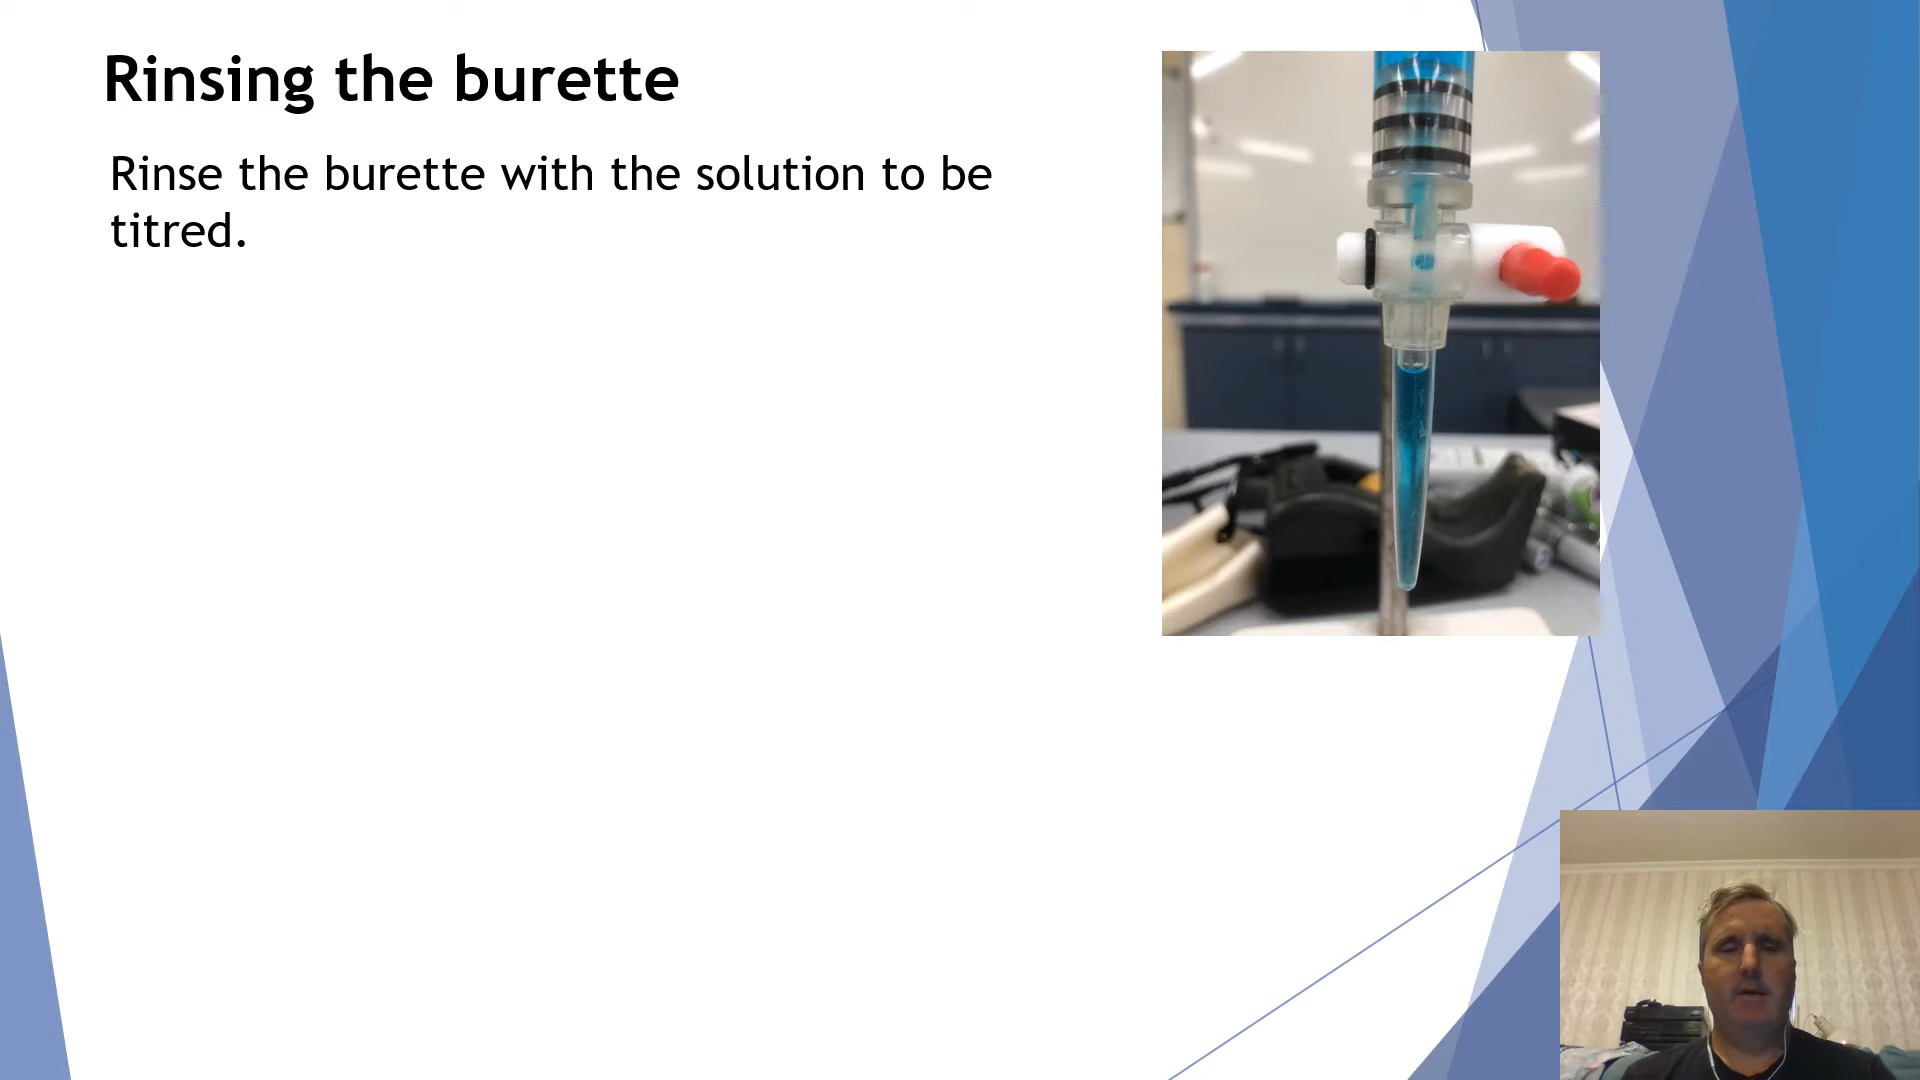 Rinsing the burette
Rinse the burette with the solution to be
titred.